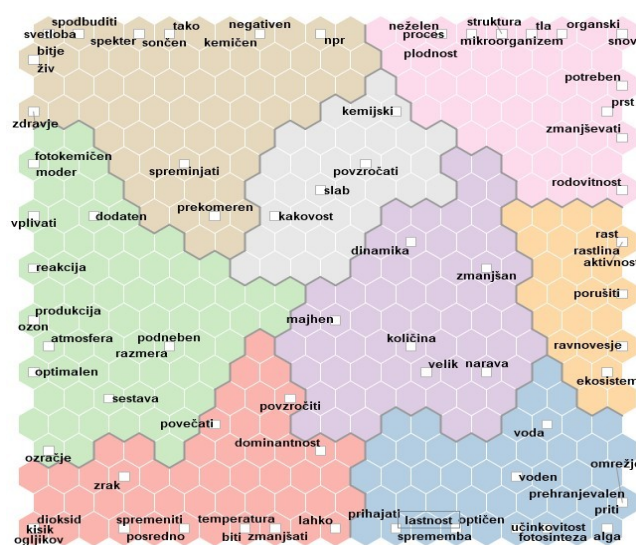 spodbuditi tako negativen neželen struktura tla organski
svetloba spekter sončen kemičen npr proces mikroorganizem snov
bitje plodnost
živ
potreben
kemijski prst
zdravje zmanjševati
fotokemičen
moder spreminjati povzročati
slab rodovitnost
vplivati dodaten prekomeren kakovost
rast
dinamika rastlina
aktivnost
reakcija zmanjšan
porušiti
produkcija
ozon majhen
atmosfera podneben količina ravnovesje
razmera
optimalen velik narava ekosistem
sestava povzročiti
povečati voda
dominantnost
ozračje omrežje
zrak voden
prehranjevalen
dioksid spremeniti temperatura lahko prihajati lastnost optičen priti
kisik učinkovitost
ogljikov posredno biti zmanjšati sprememba fotosinteza alga